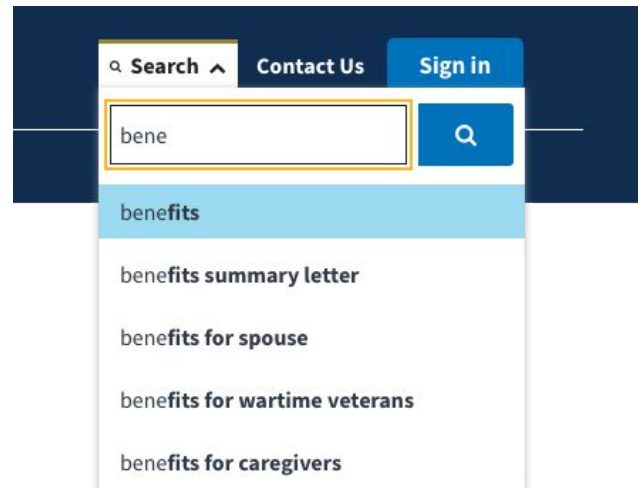 Search Contact Us Sign in
bene
benefits
benefits summary letter
benefits for spouse
benefits for wartime veterans
benefits for caregivers